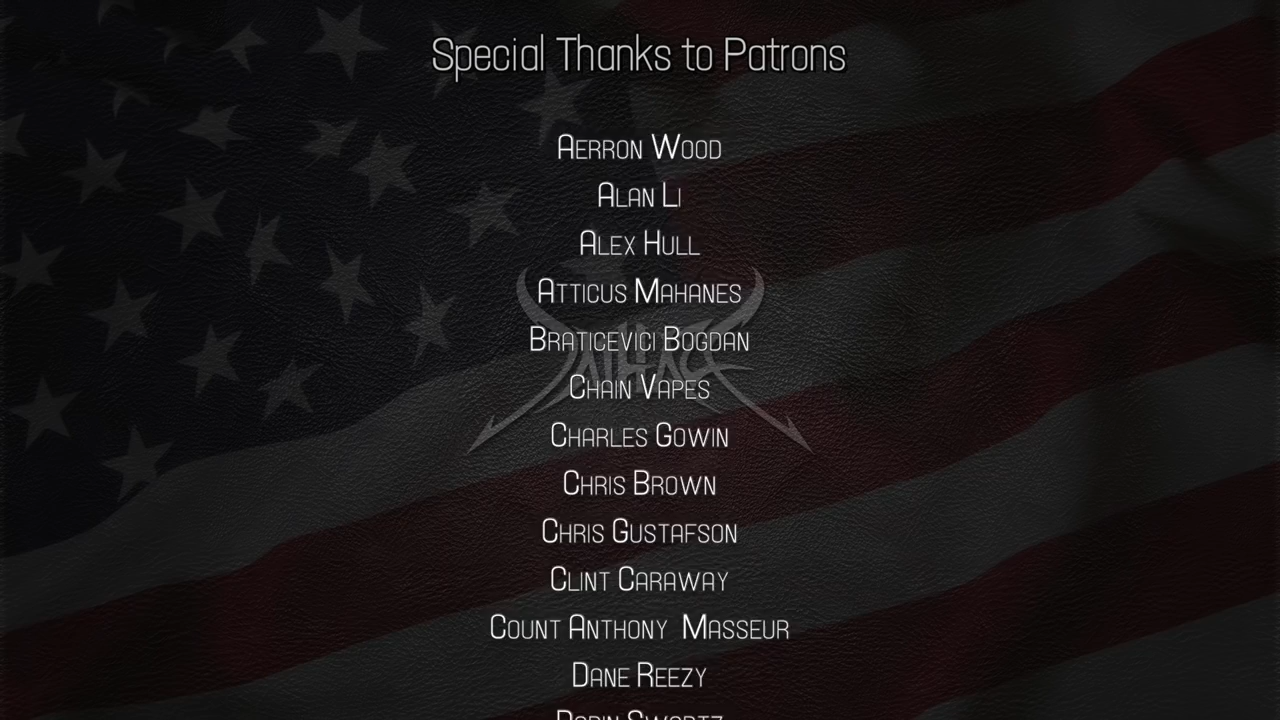 Special Thanks to Patrons
Aerron Wood
Alan Li
Alex Hull
Atticus Mahanes
Braticevici Bogdan
Chain Vapes
Charles Gowin
Chris Brown
Chris Gustafson
Clint Caraway
Count Anthony Masseur
Dane Reezy